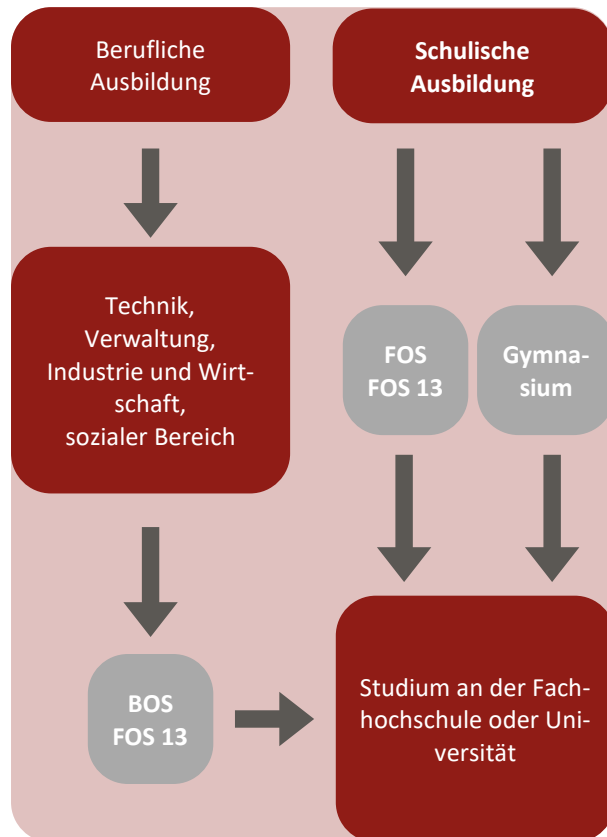 Berufliche
Ausbildung
Schulische
Ausbildung
Technik,
Verwaltung,
Industrie und Wirt-
schaft,
sozialer Bereich
FOS
FOS 13
Gymna-
sium
BOS
FOS 13
Studium an der Fach-
hochschule oder Uni-
versität